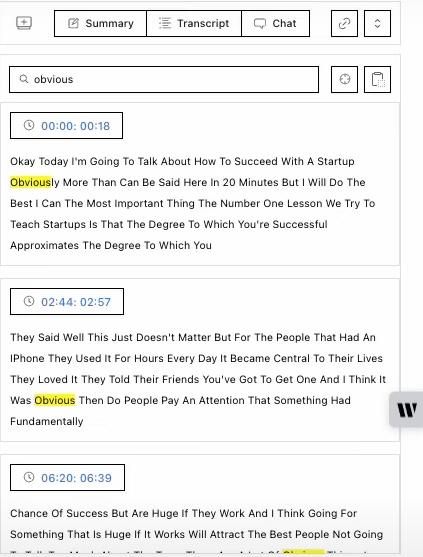 Summary Transcript Chat
obvious
00:00: 00:18
Okay Today I'm Going To Talk About How To Succeed With A Startup
Obviously More Than Can Be Said Here In 20 Minutes But I Will Do The
Best I Can The Most Important Thing The Number One Lesson We Try To
Teach Startups Is That The Degree To Which You're Successful
Approximates The Degree To Which You
02:44: 02:57
They Said Well This Just Doesn't Matter But For The People That Had An
IPhone They Used It For Hours Every Day It Became Central To Their Lives
They Loved It They Told Their Friends You've Got To Get One And I Think It
Was Obvious Then Do People Pay An Attention That Something Had
Fundamentally
W
06:20: 06:39
Chance Of Success But Are Huge If They Work And I Think Going For
Something That Is Huge If It Works Will Attract The Best People Not Going